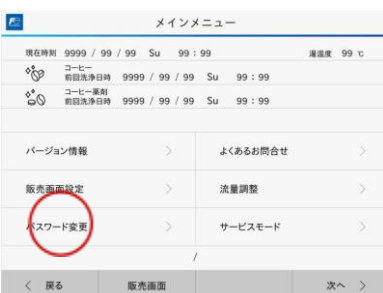 メインメニュー
現在時刻 9999 / 99 / 99 Su 99 : 99 湯温度 99 ℃
コーヒー
前回洗浄日時 9999 / 99 / 99 Su 99 : 99
コーヒー薬剤
前回洗浄日時 9999 / 99 / 99 Su 99 : 99
バージョン情報 > よくあるお問合せ >
販売画面設定 > 流量調整 >
パスワード変更 > サービスモード >
/
< 戻る 販売画面 次へ >